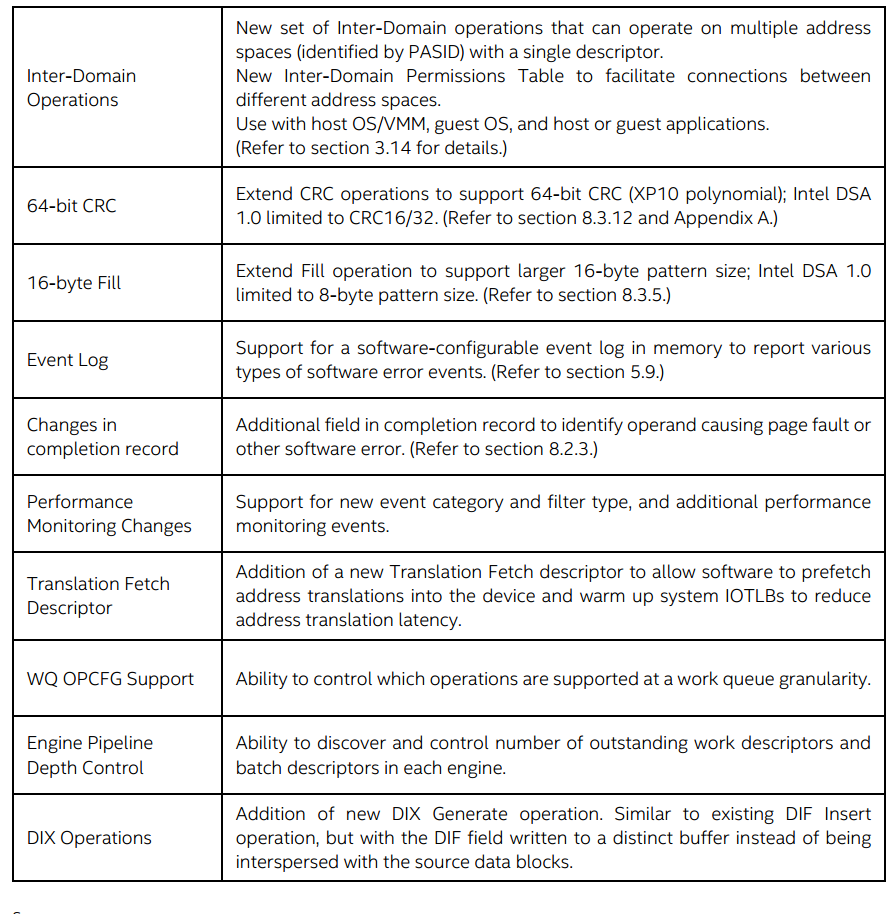 Inter-Domain
Operations
New set of Inter-Domain operations that can operate on multiple address
spaces (identified by PASID) with a single descriptor.
New Inter-Domain Permissions Table to facilitate connections between
different address spaces.
Use with host OS/VMM, guest OS, and host or guest applications.
(Refer to section 3.14 for details.)
64-bit CRC
Extend CRC operations to support 64-bit CRC (XP10 polynomial); Intel DSA
1.0 limited to CRC16/32. (Refer to section 8.3.12 and Appendix A.)
16-byte Fill
Extend Fill operation to support larger 16-byte pattern size; Intel DSA 1.0
limited to 8-byte pattern size. (Refer to section 8.3.5.)
Event Log
Support for a software-configurable event log in memory to report various
types of software error events. (Refer to section 5.9.)
Changes in
completion record
Additional field in completion record to identify operand causing page fault or
other software error. (Refer to section 8.2.3.)
Performance
Monitoring Changes
Support for new event category and filter type, and additional performance
monitoring events.
Translation Fetch
Descriptor
Addition of a new Translation Fetch descriptor to allow software to prefetch
address translations into the device and warm up system IOTLBs to reduce
address translation latency.
WQ OPCFG Support
Ability to control which operations are supported at a work queue granularity.
Engine Pipeline
Depth Control
Ability to discover and control number of outstanding work descriptors and
batch descriptors in each engine.
DIX Operations
Addition of new DIX Generate operation. Similar to existing DIF Insert
operation, but with the DIF field written to a distinct buffer instead of being
interspersed with the source data blocks.